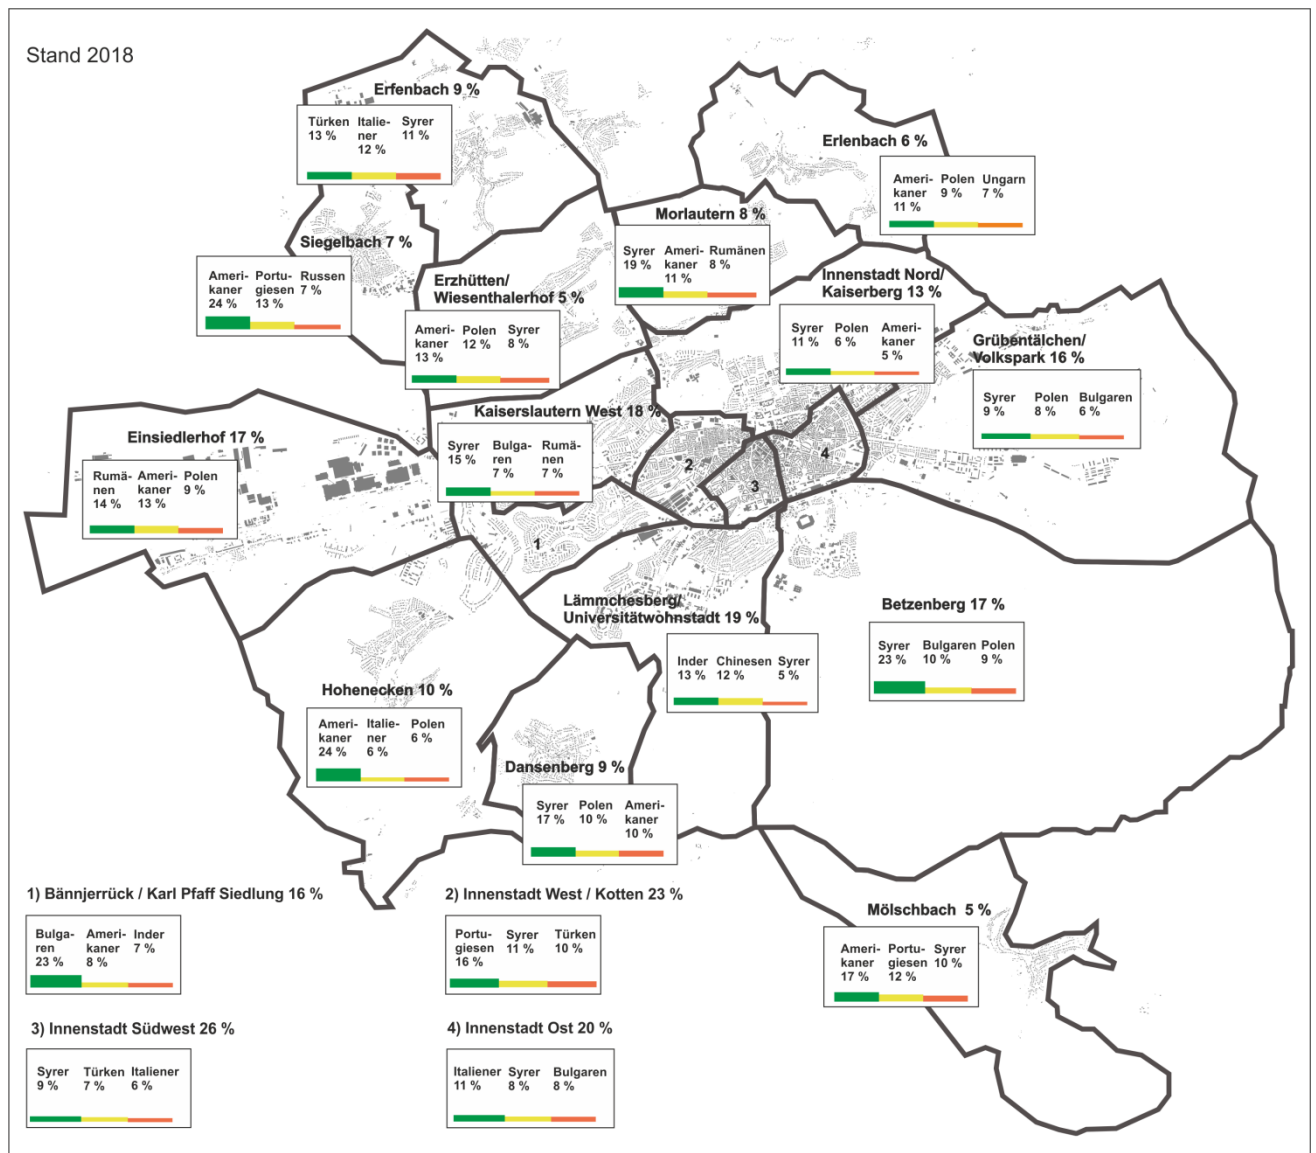 Stand 2018
Erfenbach 9 %
Türken Italie- Syrer
13 % ner 11 %
12 %
Erlenbach 6 %
Ameri- Polen Ungarn
kaner 9 % 7 %
11 %
Morlautern 8 %
Syrer Ameri- Rumänen
19 % kaner 8 %
11 %
Siegelbach 7 %
Ameri- Portu- Russen
kaner giesen 7 %
24 % 13 %
Erzhütten/
Wiesenthalerhof 5 %
Ameri- Polen Syrer
kaner 12 % 8 %
13 %
Innenstadt Nord/
Kaiserberg 13 %
Syrer Polen Ameri-
11 % 6 % kaner
5 %
Grübentälchen/
Volkspark 16 %
Syrer Polen Bulgaren
9 % 8 % 6 %
Kaiserslautern West 18 %
Syrer Bulga- Rumä-
15 % ren nen
7 % 7 %
Einsiedlerhof 17 %
Rumä- Ameri- Polen
nen kaner 9 %
14 % 13 %
2
4
3
1
Lämmchesberg/
Universitätwohnstadt 19 %
Inder Chinesen Syrer
13 % 12 % 5 %
Betzenberg 17 %
Syrer Bulgaren Polen
23 % 10 % 9 %
Hohenecken 10 %
Ameri- Italie- Polen
kaner ner 6 %
24 % 6 %
Dansenberg 9 %
Syrer Polen Ameri-
17 % 10 % kaner
10 %
Mölschbach 5 %
Ameri- Portu- Syrer
kaner giesen 10 %
17 % 12 %
1) Bännjerrück / Karl Pfaff Siedlung 16 %
Bulga- Ameri- Inder
ren kaner 7 %
23 % 8 %
2) Innenstadt West / Kotten 23 %
Portu- Syrer Türken
giesen 11 % 10 %
16 %
3) Innenstadt Südwest 26 %
Syrer Türken Italiener
9 % 7 % 6 %
4) Innenstadt Ost 20 %
Italiener Syrer Bulgaren
11 % 8 % 8 %